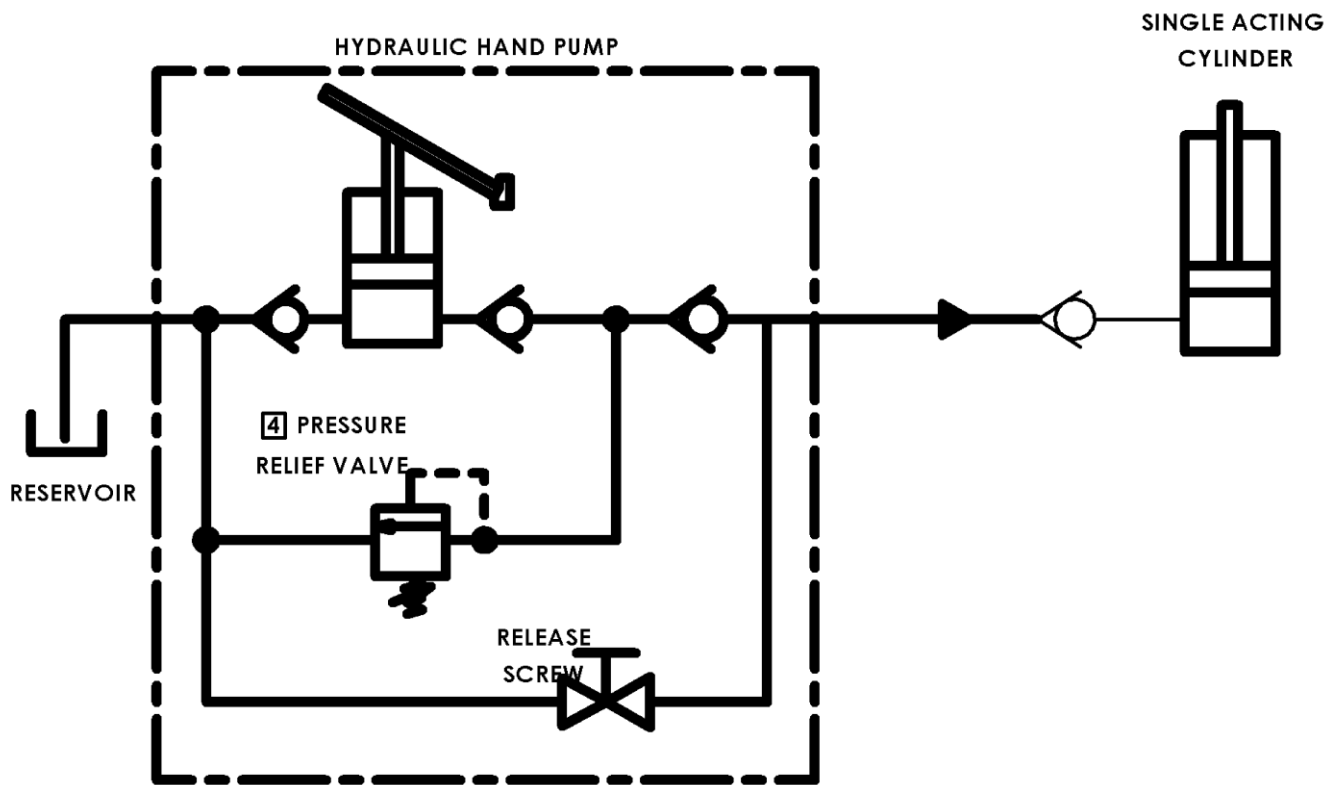 SINGLE ACTING
CYLINDER
HYDRAULIC HAND PUMP
4 PRESSURE
RELIEF VALVE
RESERVOIR
RELEASE
SCREW